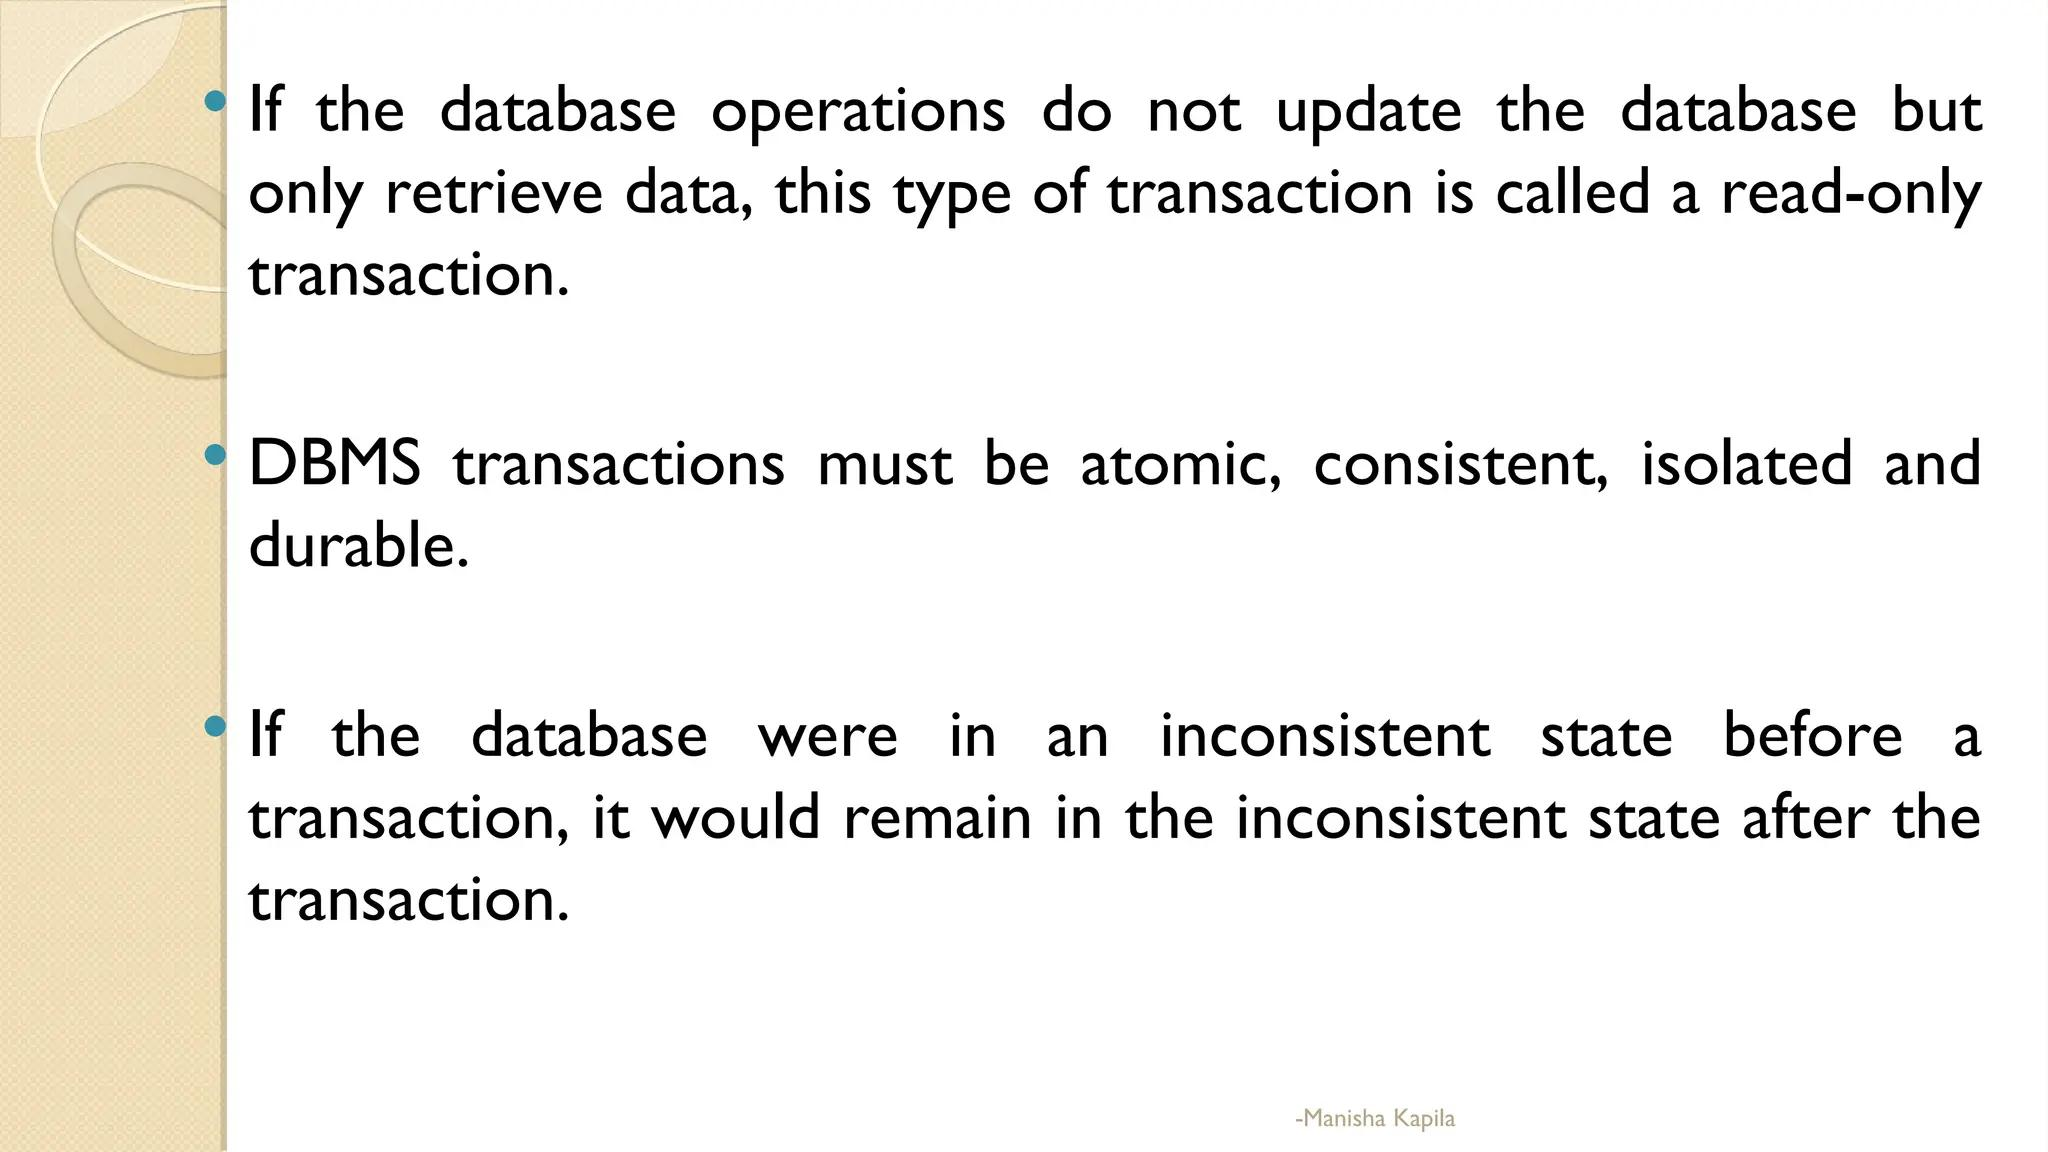 • If the database operations do not update the database but
only retrieve data, this type of transaction is called a read-only
transaction.
• DBMS transactions must be atomic, consistent, isolated and
durable.
• If the database were in an inconsistent state before a
transaction, it would remain in the inconsistent state after the
transaction.
-Manisha Kapila